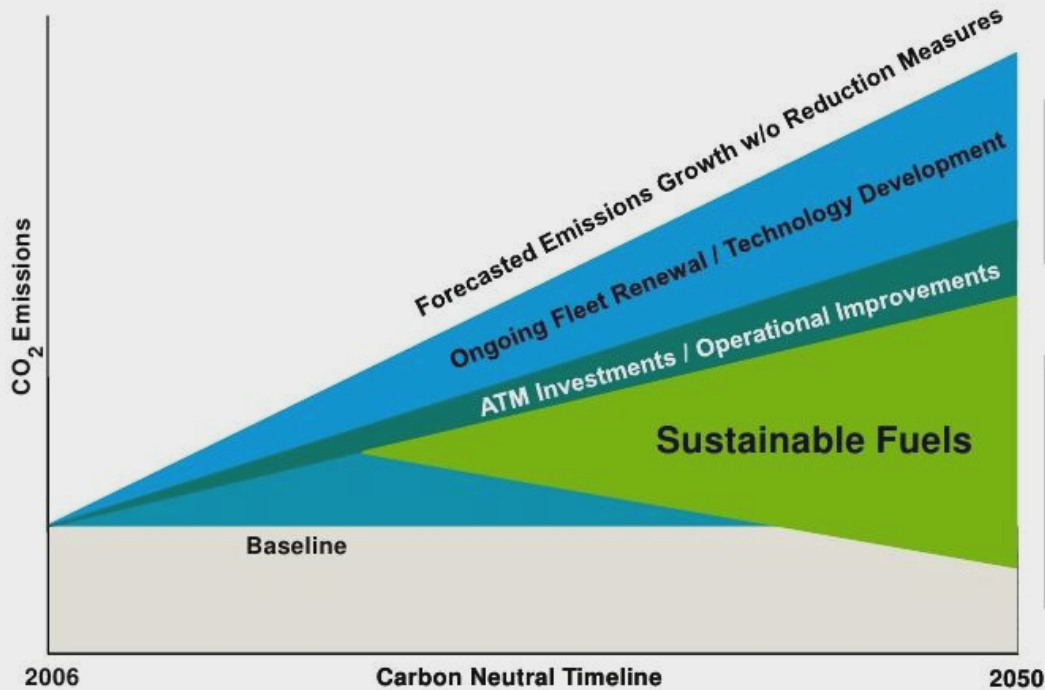 Forecasted Emissions Growth w/o Reduction Measures
Ongoing Fleet Renewal / Technology Development
ATM Investments / Operational Improvements
Sustainable Fuels
CO₂ Emissions
Baseline
2006
Carbon Neutral Timeline
2050